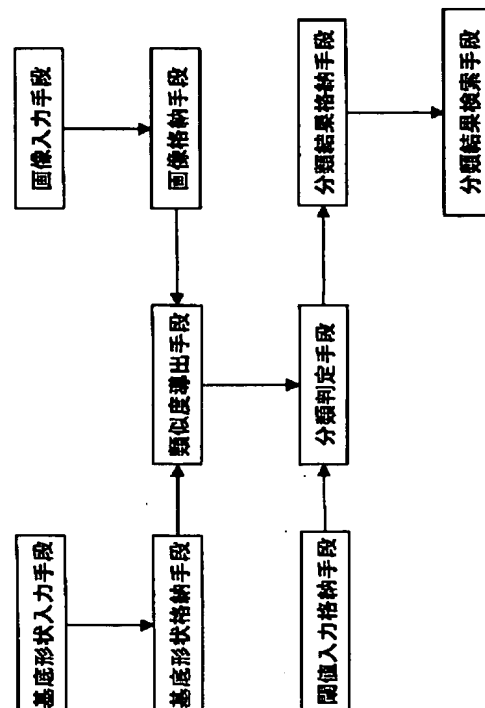 基底形状入力手段
画像入力手段
基底形状格納手段
類似度導出手段
画像格納手段
閾値入力格納手段
分類判定手段
分類結果格納手段
分類結果検索手段